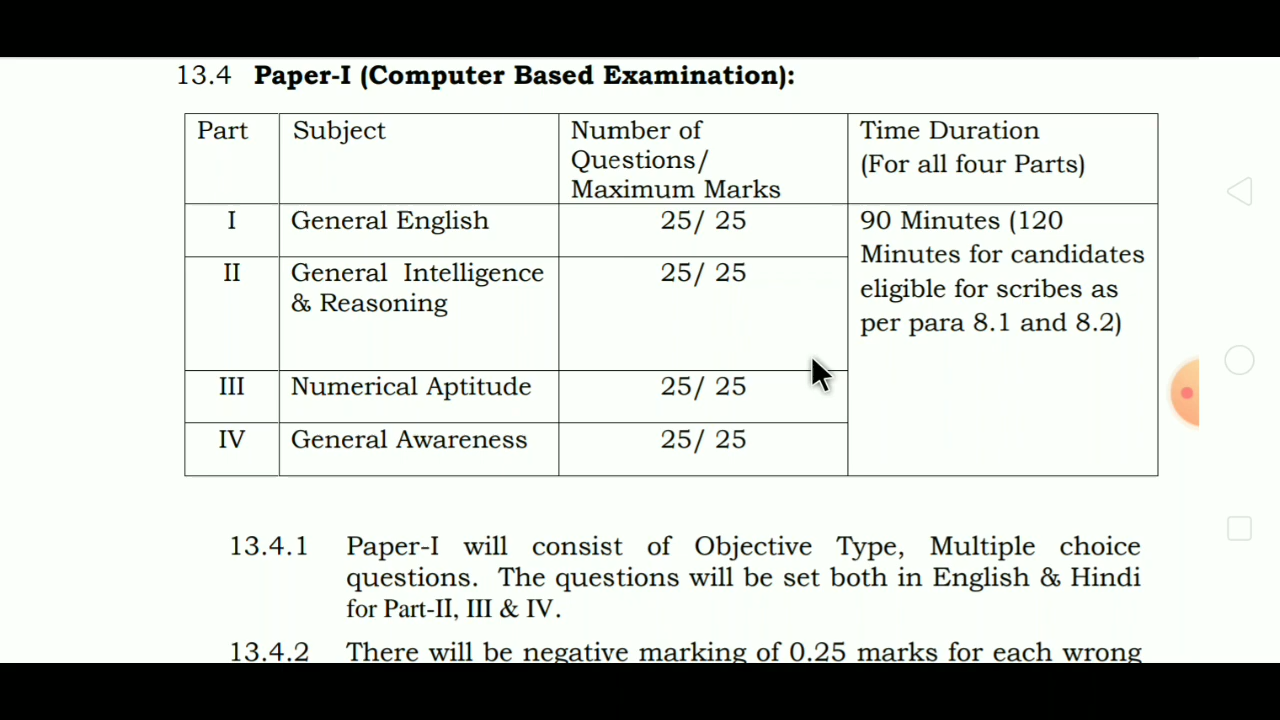 13.4 Paper-I (Computer Based Examination):
Part Subject Number of Questions/ Maximum Marks Time Duration (For all four Parts)
I General English 25/ 25 90 Minutes (120
Minutes for candidates
II General Intelligence 25/ 25 eligible for scribes as
& Reasoning per para 8.1 and 8.2)
III Numerical Aptitude 25/ 25
IV General Awareness 25/ 25
13.4.1 Paper-I will consist of Objective Type, Multiple choice
questions. The questions will be set both in English & Hindi
for Part-II, III & IV.
13.4.2 There will be negative marking of 0.25 marks for each wrong